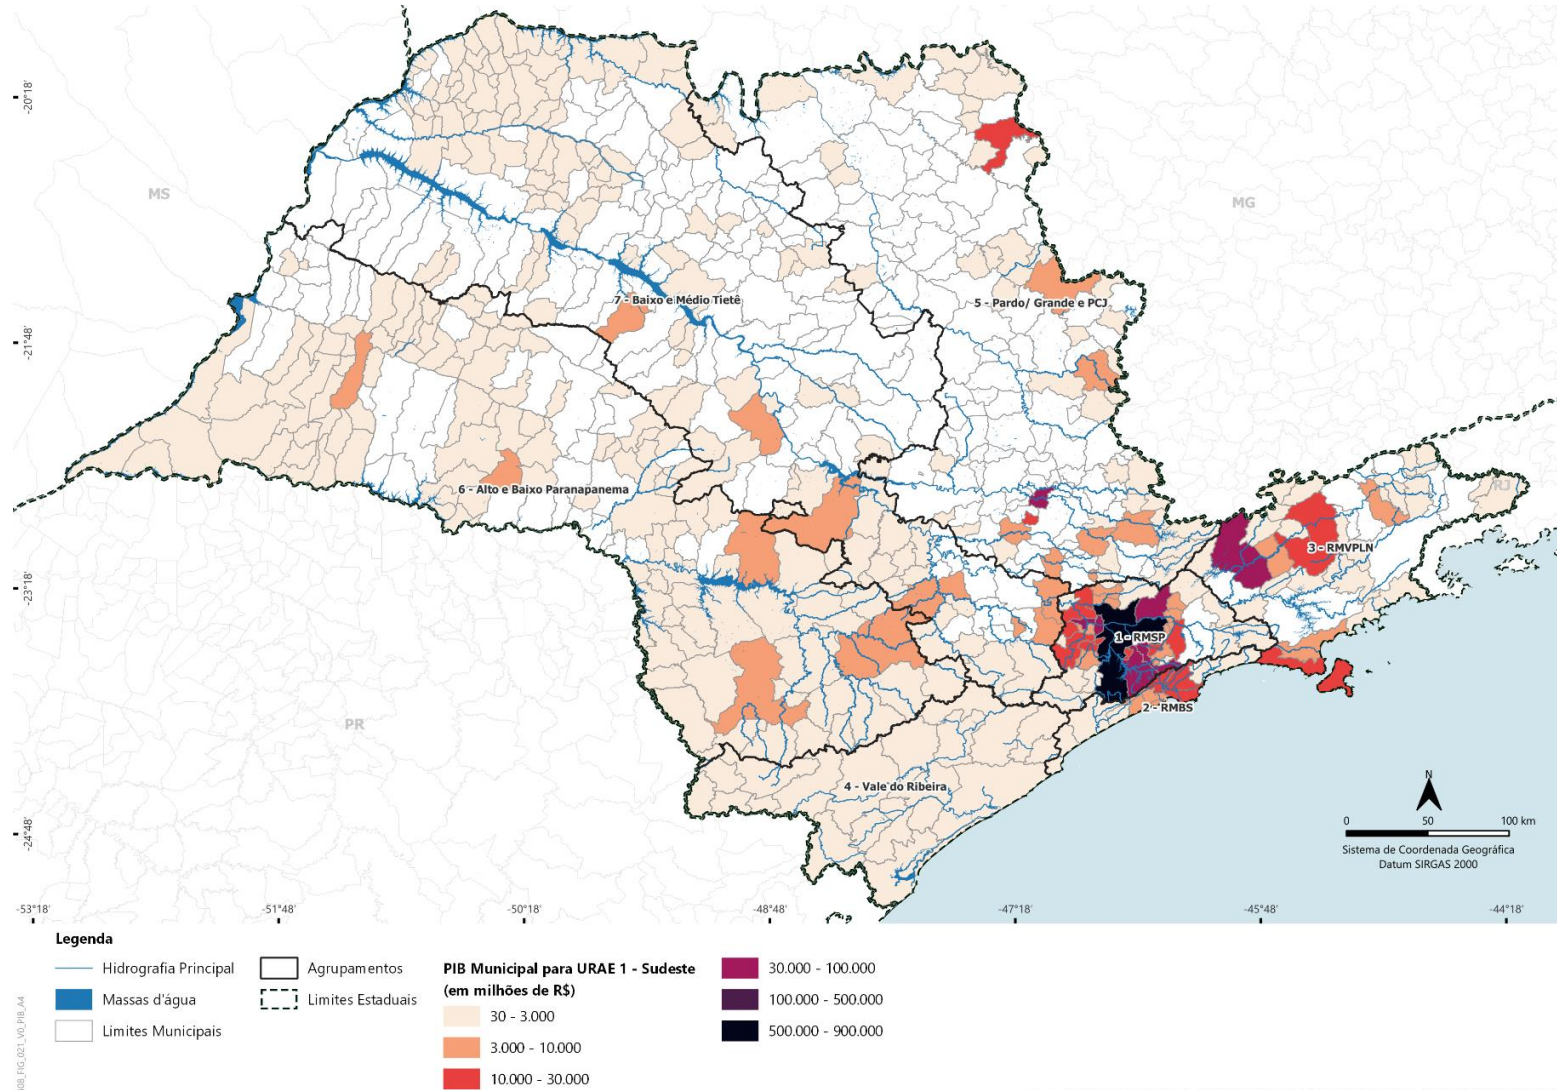 -20°18'
-21°48'
-23°18'
-24°48'
MS
MG
PR
RJ
7 - Baixo e Médio Tietê
5 - Pardo/ Grande e PCJ
6 - Alto e Baixo Paranapanema
3 - RMVPLN
1 - RMSP
2 - RMBS
4 - Vale do Ribeira
N
0 50 100 km
Sistema de Coordenada Geográfica
Datum SIRGAS 2000
-53°18' -51°48' -50°18' -48°48' -47°18' -45°48' -44°18'
Legenda
Hidrografia Principal
Massas d'água
Limites Municipais
Agrupamentos
Limites Estaduais
PIB Municipal para URAE 1 - Sudeste
(em milhões de R$)
30 - 3.000
3.000 - 10.000
10.000 - 30.000
30.000 - 100.000
100.000 - 500.000
500.000 - 900.000